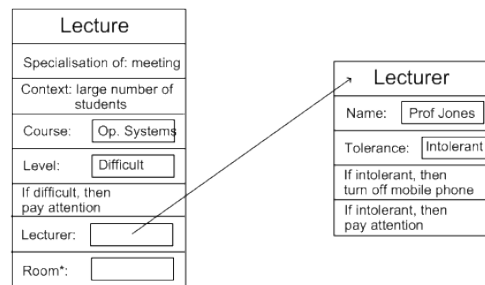 Lecture
Specialisation of: meeting
Context: large number of
students
Course: Op. Systems
Level: Difficult
If difficult, then
pay attention
Lecturer:
Room*:
Lecturer
Name: Prof Jones
Tolerance: Intolerant
If intolerant, then
turn off mobile phone
If intolerant, then
pay attention